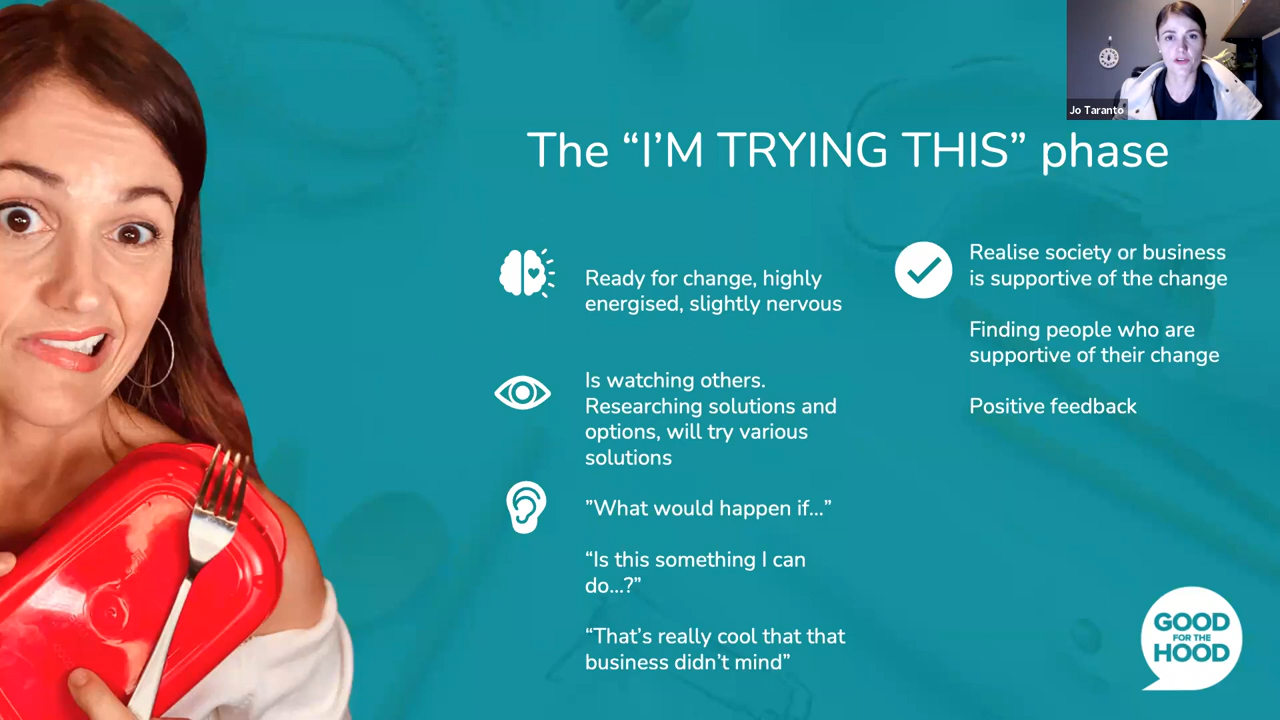 Jo Taranto
The “I’M TRYING THIS” phase
Ready for change, highly
energised, slightly nervous
Is watching others.
Researching solutions and
options, will try various
solutions
”What would happen if...”
“Is this something I can
do...?”
“That’s really cool that that
business didn’t mind”
Realise society or business
is supportive of the change
Finding people who are
supportive of their change
Positive feedback
GOOD
FOR THE
HOOD